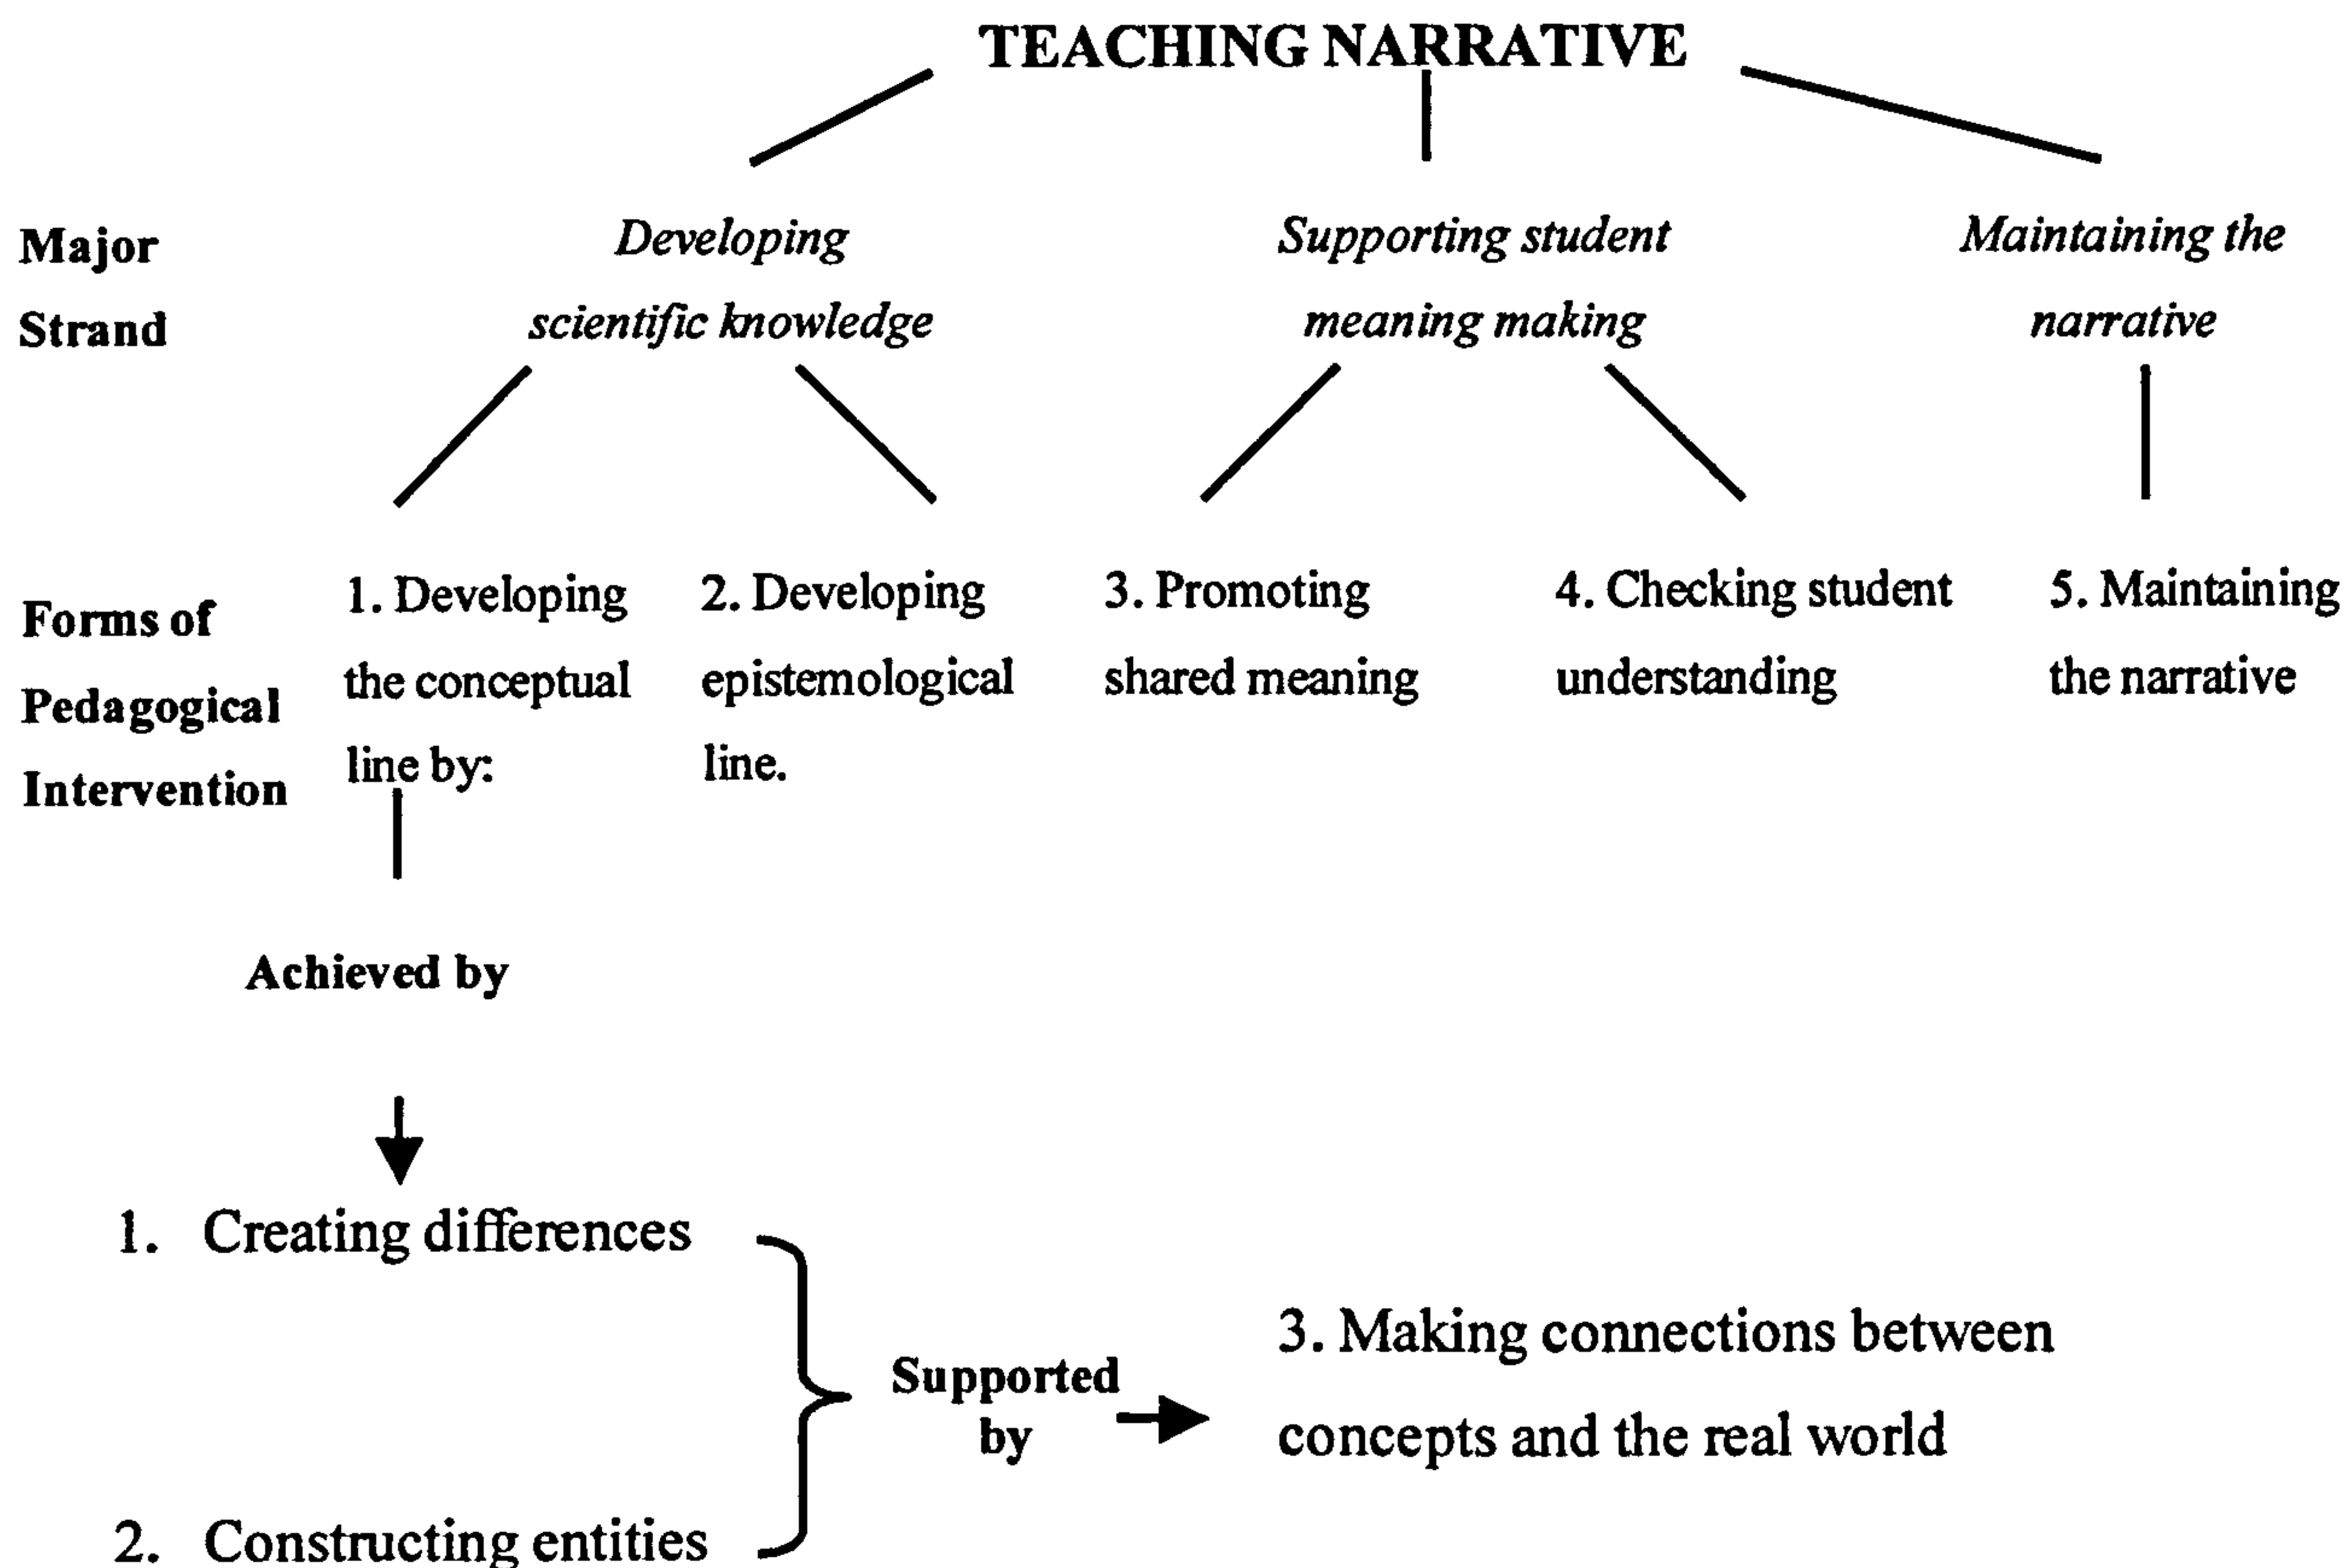 TEACHING NARRATIVE
Major
Strand
Developing
scientific knowledge
Supporting student
meaning making
Maintaining the
narrative
Forms of
Pedagogical
Intervention
1. Developing
the conceptual
line by:
2. Developing
epistemological
line.
3. Promoting
shared meaning
4. Checking student
understanding
5. Maintaining
the narrative
Achieved by
1. Creating differences
2. Constructing entities
Supported
by
3. Making connections between
concepts and the real world